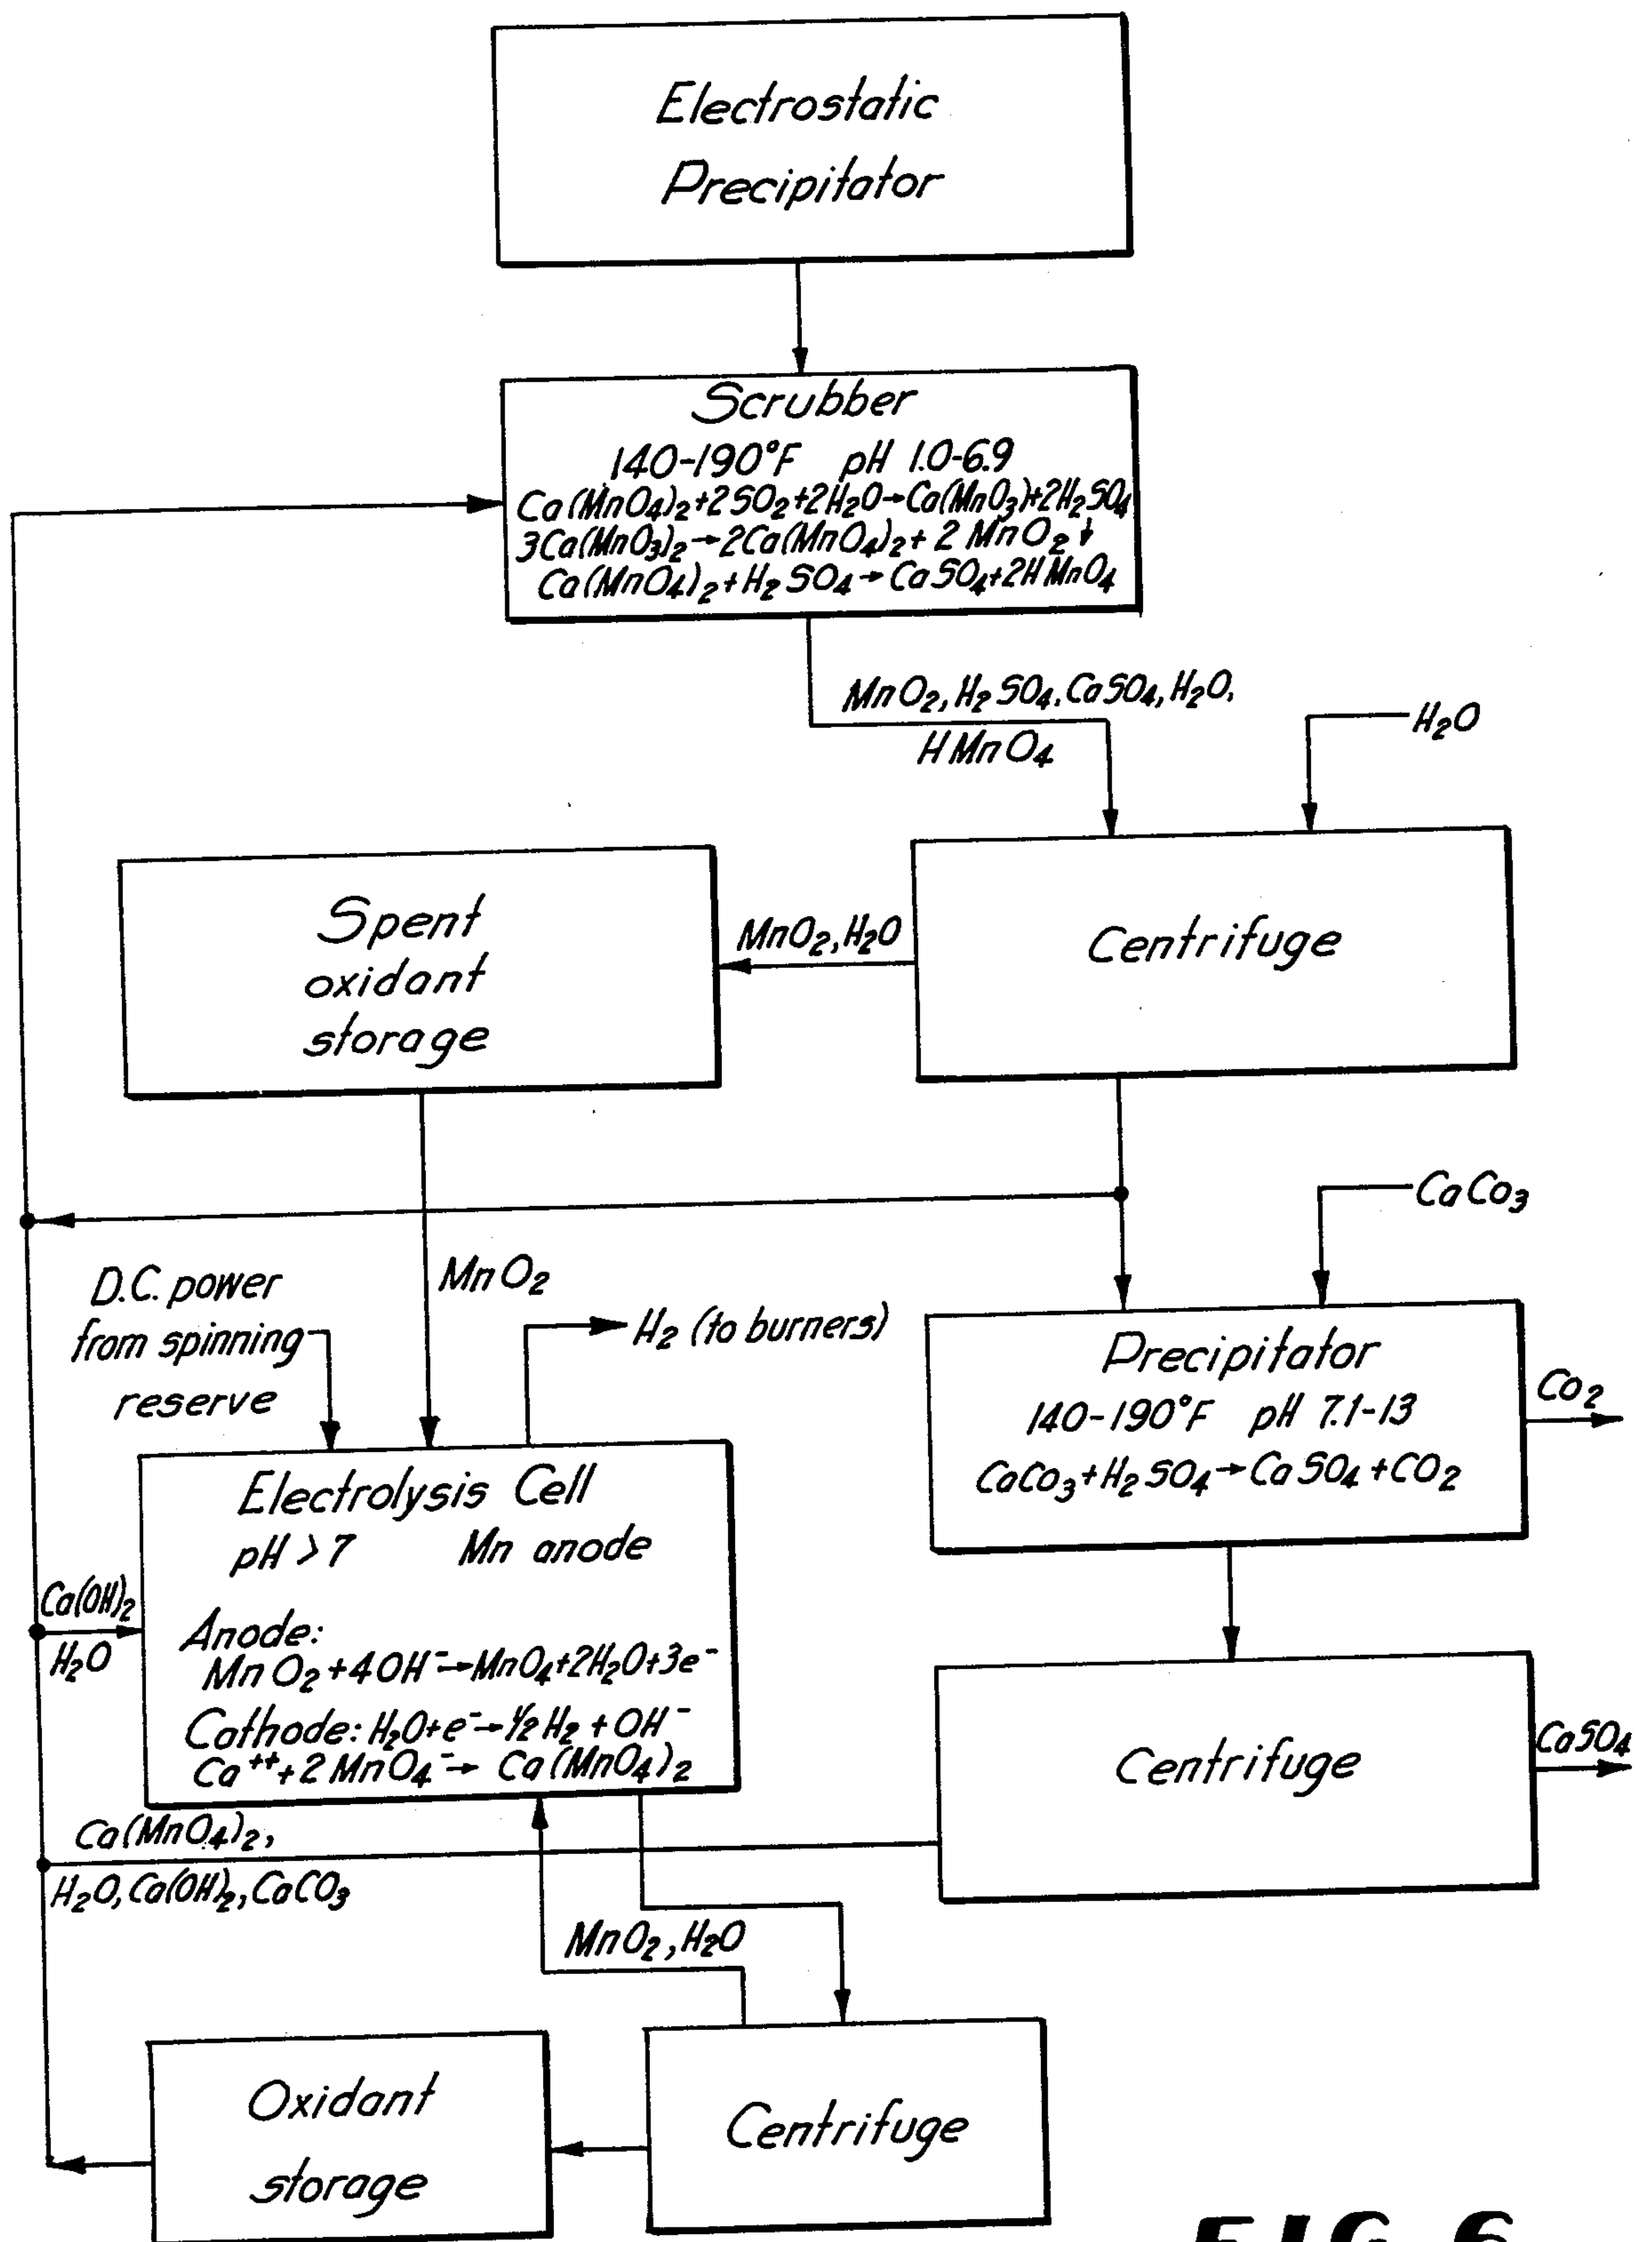 Electrostatic
Precipitator
Scrubber
140-190°F pH 1.0-6.9
Ca(MnO₄)₂+2SO₂+2H₂O→Ca(MnO₃)+2H₂SO₄
3Ca(MnO₃)₂→2Ca(MnO₄)₂+2 MnO₂↓
Ca(MnO₄)₂+H₂SO₄→CaSO₄+2HMnO₄
MnO₂,H₂SO₄,CaSO₄,H₂O,
HMnO₄
H₂O
Spent
oxidant
storage
MnO₂,H₂O
Centrifuge
CaCo₃
D.C. power
from spinning
reserve
MnO₂
H₂ (to burners)
Precipitator
140-190°F pH 7.1-13
CaCo₃+H₂SO₄→CaSO₄+CO₂
Co₂
Electrolysis Cell
pH > 7 Mn anode
Anode:
MnO₂+4OH⁻→MnO₄+2H₂O+3e⁻
Cathode: H₂O+e⁻→½H₂+OH⁻
Ca⁺⁺+2MnO₄⁻→ Ca(MnO₄)₂
Ca(OH)₂
H₂O
Centrifuge
CaSO₄
Ca(MnO₄)₂,
H₂O,Ca(OH)₂,CaCO₃
MnO₂,H₂O
Oxidant
storage
Centrifuge
FIG 6